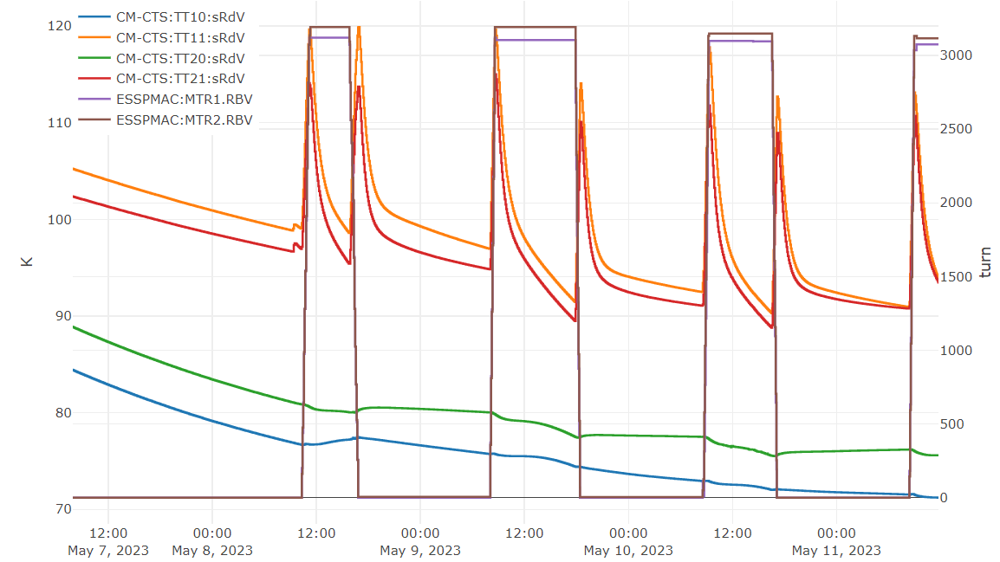 CM-CTS:TT10:sRdV
CM-CTS:TT11:sRdV
CM-CTS:TT20:sRdV
CM-CTS:TT21:sRdV
ESSPMAC:MTR1.RBV
ESSPMAC:MTR2.RBV
120
110
100
90
80
70
K
3000
2500
2000
1500
1000
500
0
turn
12:00 00:00 12:00 00:00 12:00 00:00 12:00 00:00
May 7, 2023 May 8, 2023 May 9, 2023 May 10, 2023 May 11, 2023